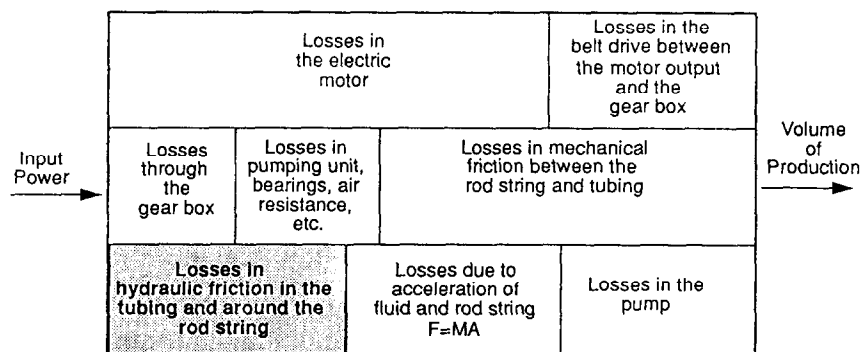 Losses in
the electric
motor
Losses in the
belt drive between
the motor output
and the
gear box
Input
Power
Losses
through
the
gear box
Losses in
pumping unit,
bearings, air
resistance,
etc.
Losses in mechanical
friction between the
rod string and tubing
Volume
of
Production
Losses in
hydraulic friction in the
tubing and around the
rod string
Losses due to
acceleration of
fluid and rod string
F=MA
Losses in the
pump